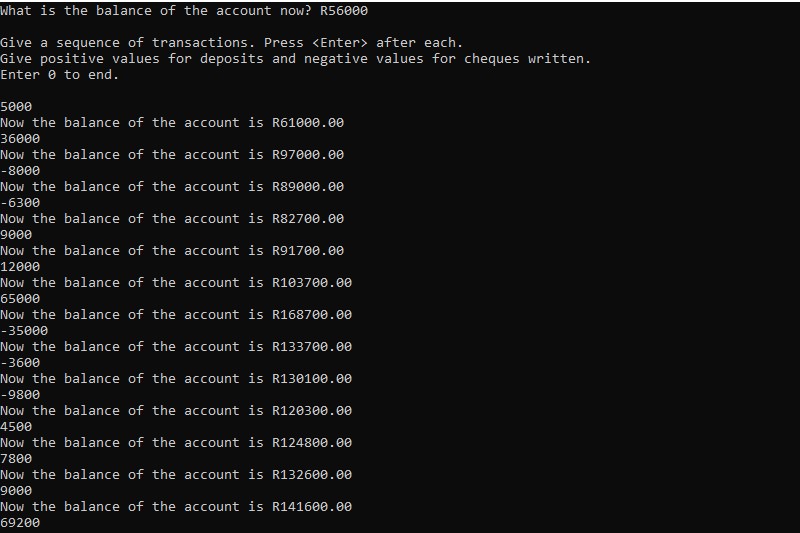 What is the balance of the account now? R56000
Give a sequence of transactions. Press <Enter> after each.
Give positive values for deposits and negative values for cheques written.
Enter 0 to end.
5000
Now the balance of the account is R61000.00
36000
Now the balance of the account is R97000.00
-8000
Now the balance of the account is R89000.00
-6300
Now the balance of the account is R82700.00
9000
Now the balance of the account is R91700.00
12000
Now the balance of the account is R103700.00
65000
Now the balance of the account is R168700.00
-35000
Now the balance of the account is R133700.00
-3600
Now the balance of the account is R130100.00
-9800
Now the balance of the account is R120300.00
4500
Now the balance of the account is R124800.00
7800
Now the balance of the account is R132600.00
9000
Now the balance of the account is R141600.00
69200